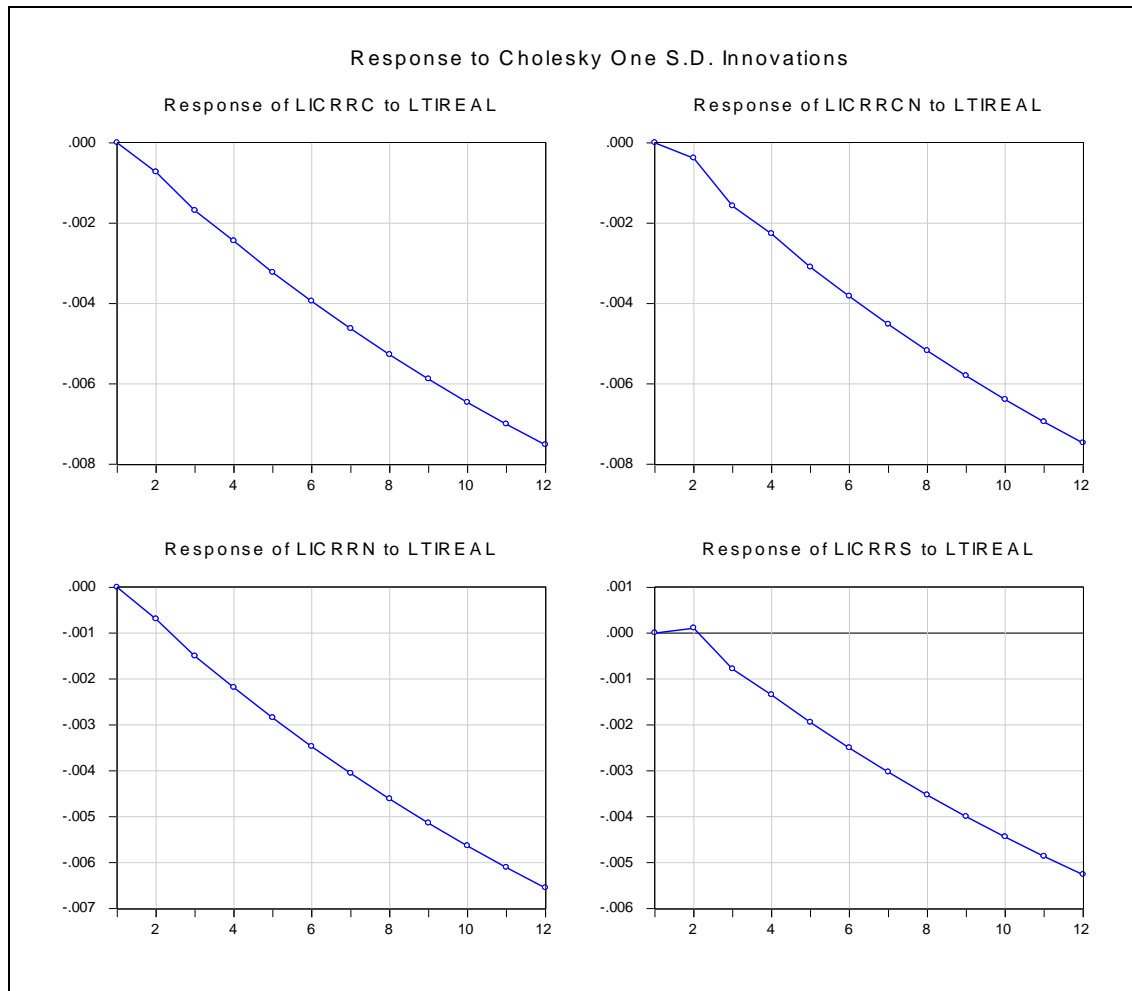 Response to Cholesky One S.D. Innovations
Response of LICRRC to LTIREAL
.000
-.002
-.004
-.006
-.008
2 4 6 8 10 12
Response of LICRRCN to LTIREAL
.000
-.002
-.004
-.006
-.008
2 4 6 8 10 12
Response of LICRRN to LTIREAL
.000
-.001
-.002
-.003
-.004
-.005
-.006
-.007
2 4 6 8 10 12
Response of LICRRS to LTIREAL
.001
.000
-.001
-.002
-.003
-.004
-.005
-.006
2 4 6 8 10 12